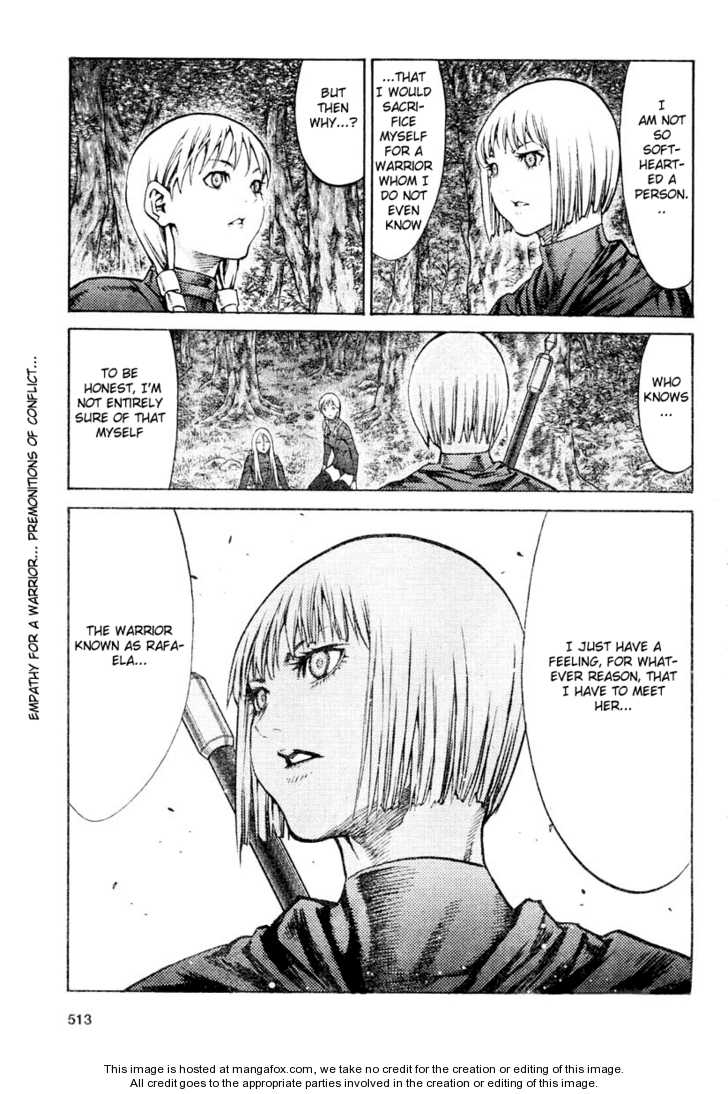 I
AM NOT
SO
SOFT-
HEART-
ED A
PERSON.
..
...THAT
I WOULD
SACRI-
FICE
MYSELF
FOR A
WARRIOR
WHOM I
DO NOT
EVEN
KNOW
BUT
THEN
WHY...?
WHO
KNOWS
...
TO BE
HONEST, I'M
NOT ENTIRELY
SURE OF THAT
MYSELF
I JUST HAVE A
FEELING, FOR WHAT-
EVER REASON, THAT
I HAVE TO MEET
HER...
THE WARRIOR
KNOWN AS RAFA-
ELA...
EMPATHY FOR A WARRIOR... PREMONITIONS OF CONFLICT...
513
This image is hosted at mangafox.com, we take no credit for the creation or editing of this image.
All credit goes to the appropriate parties involved in the creation or editing of this image.